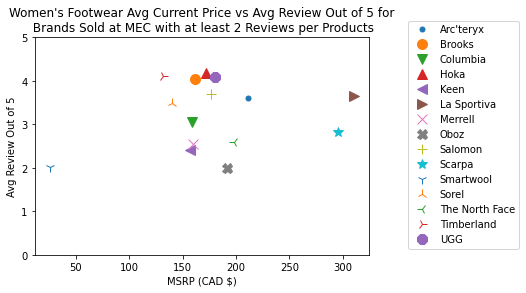 Women's Footwear Avg Current Price vs Avg Review Out of 5 for
Brands Sold at MEC with at least 2 Reviews per Products
Avg Review Out of 5
5
4
3
2
1
0
50
100
150
200
250
300
MSRP (CAD $)
Arc'teryx
Brooks
Columbia
Hoka
Keen
La Sportiva
Merrell
Oboz
Salomon
Scarpa
Smartwool
Sorel
The North Face
Timberland
UGG